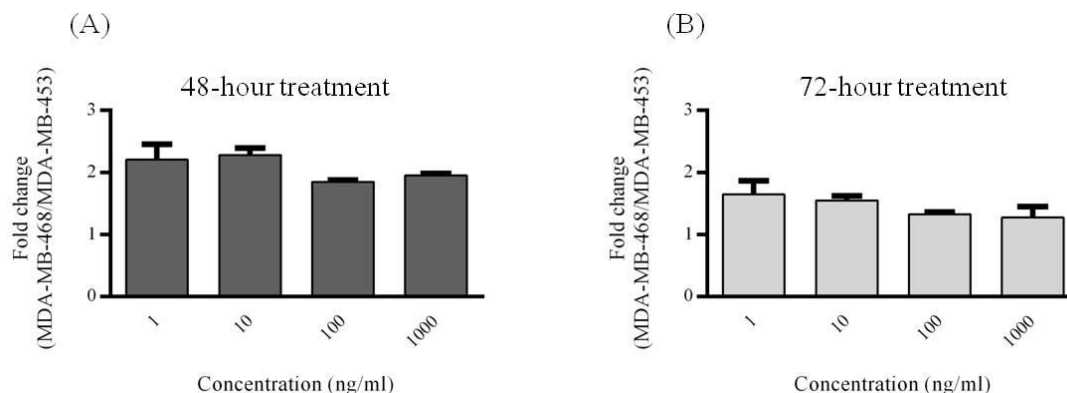 (A)
48-hour treatment
Fold change
(MDA-MB-468/MDA-MB-453)
3
2
1
0
1
10
100
1000
Concentration (ng/ml)
(B)
72-hour treatment
Fold change
(MDA-MB-468/MDA-MB-453)
3
2
1
0
1
10
100
1000
Concentration (ng/ml)